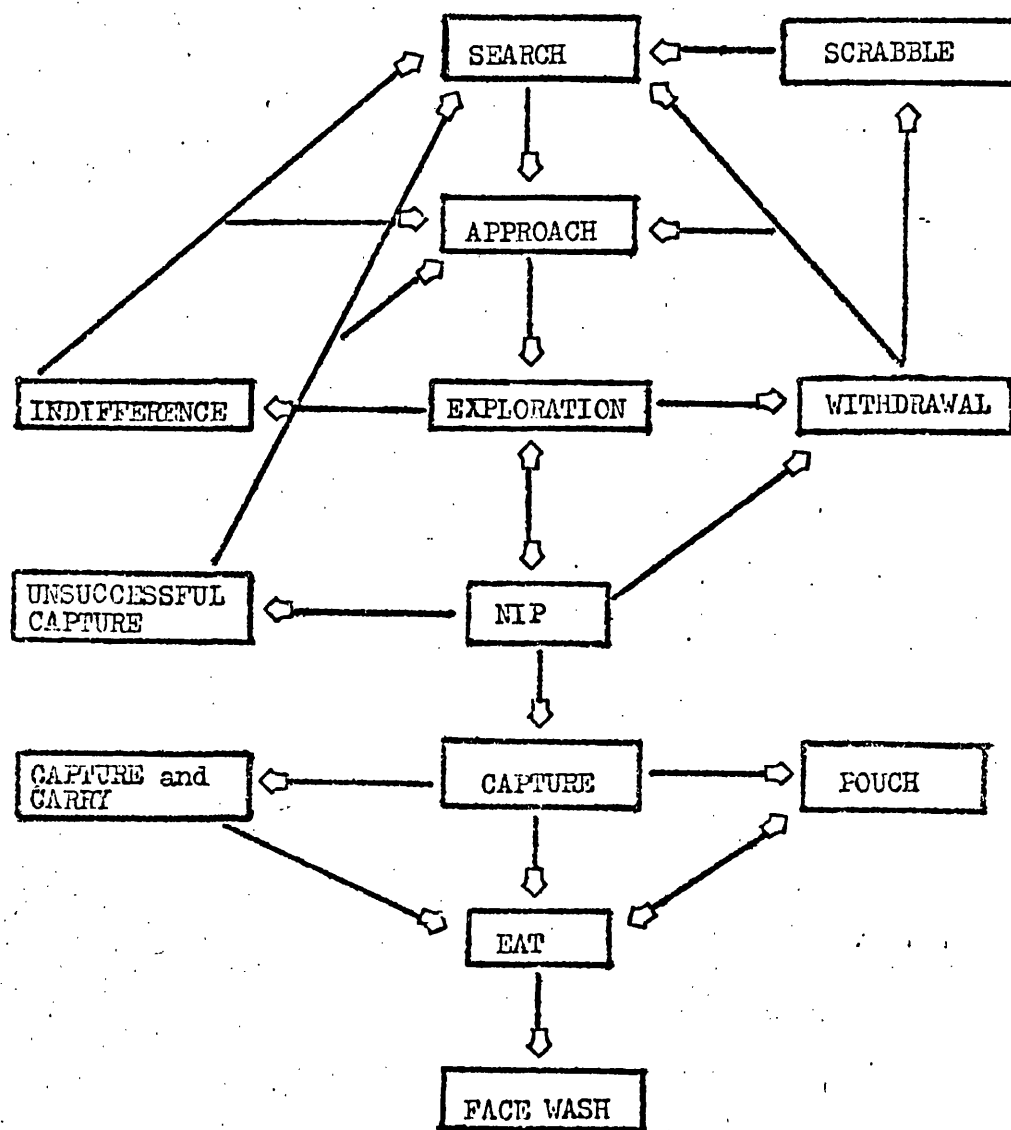 SEARCH
SCRABBLE
APPROACH
INDIFFERENCE
EXPLORATION
WITHDRAWAL
UNSUCCESSFUL
CAPTURE
NIP
CAPTURE and
CARRY
CAPTURE
POUCH
EAT
FACE WASH